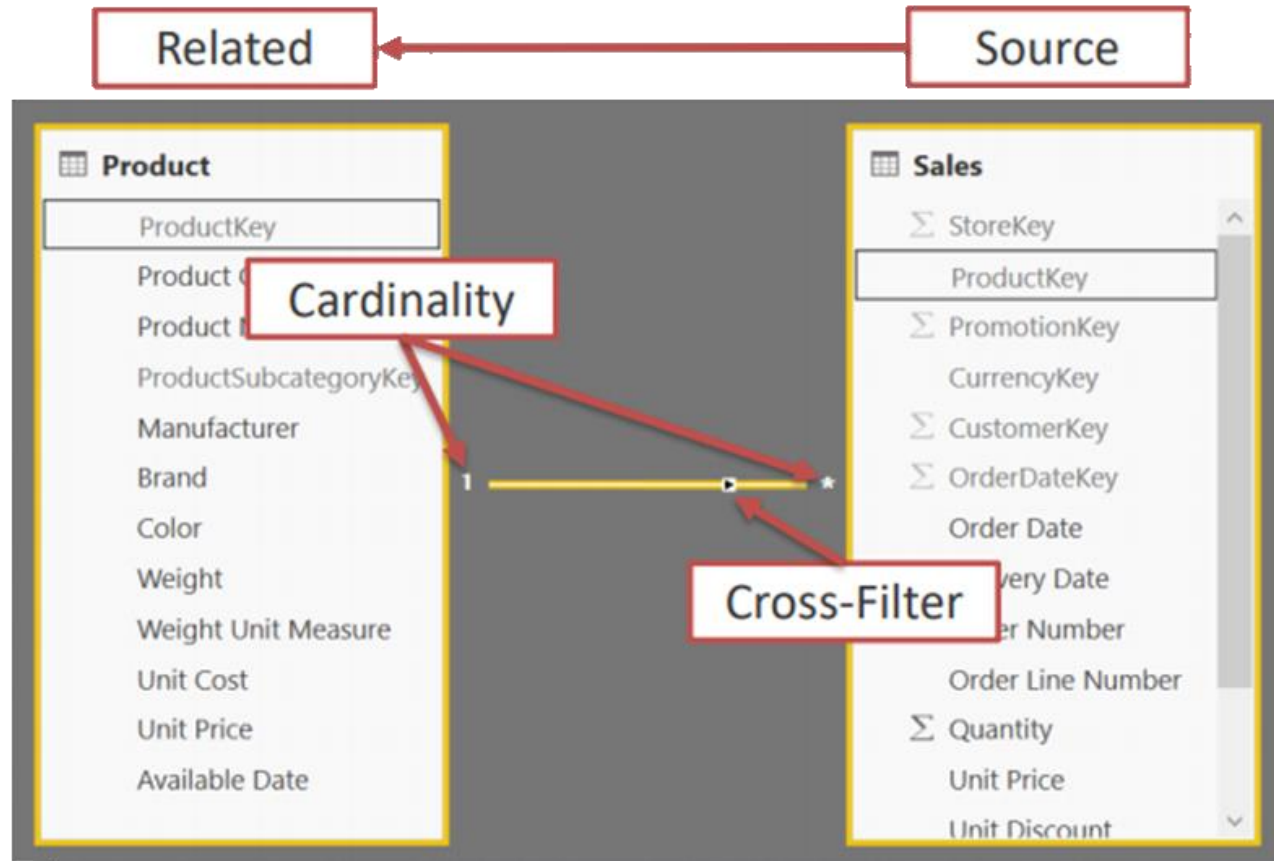 Related
Source
Product
ProductKey
Product
Product
ProductSubcategoryKey
Manufacturer
Brand
Color
Weight
Weight Unit Measure
Unit Cost
Unit Price
Available Date
Cardinality
1
*
Cross-Filter
Sales
Σ StoreKey
ProductKey
Σ PromotionKey
CurrencyKey
Σ CustomerKey
Σ OrderDateKey
Order Date
Date
Number
Order Line Number
Σ Quantity
Unit Price
Unit Discount